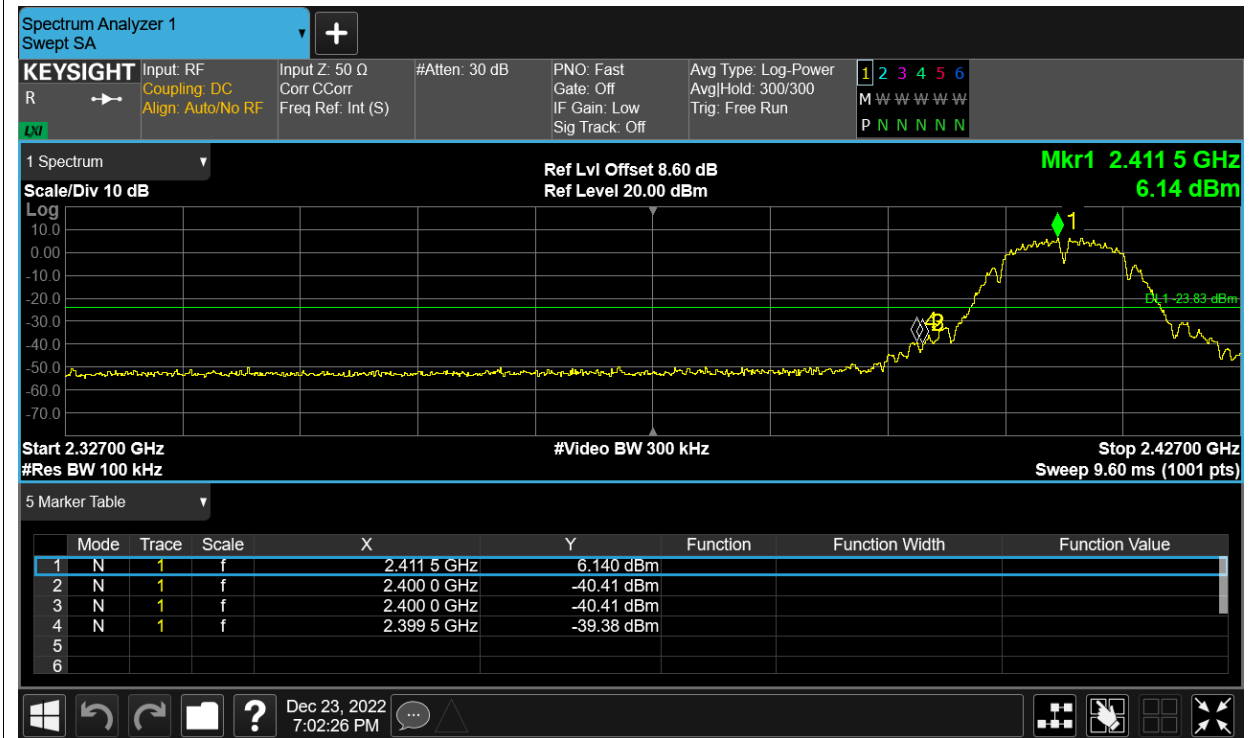 Spectrum Analyzer 1
Swept SA
KEYSIGHT
R
LXI
Input: RF
Coupling: DC
Align: Auto/No RF
Input Z: 50 Ω
Corr CCorr
Freq Ref: Int (S)
#Atten: 30 dB
PNO: Fast
Gate: Off
IF Gain: Low
Sig Track: Off
Avg Type: Log-Power
Avg|Hold: 300/300
Trig: Free Run
1 2 3 4 5 6
M W W W W W
P N N N N N
1 Spectrum
Scale/Div 10 dB
Ref Lvl Offset 8.60 dB
Ref Level 20.00 dBm
Mkr1 2.411 5 GHz
6.14 dBm
Log
10.0
0.00
-10.0
-20.0
-30.0
-40.0
-50.0
-60.0
-70.0
1
DL1 -23.83 dBm
Start 2.32700 GHz
#Res BW 100 kHz
#Video BW 300 kHz
Stop 2.42700 GHz
Sweep 9.60 ms (1001 pts)
5 Marker Table
Mode Trace Scale X Y Function Function Width Function Value
1 N 1 f 2.411 5 GHz 6.140 dBm
2 N 1 f 2.400 0 GHz -40.41 dBm
3 N 1 f 2.400 0 GHz -40.41 dBm
4 N 1 f 2.399 5 GHz -39.38 dBm
5
6
?
Dec 23, 2022
7:02:26 PM